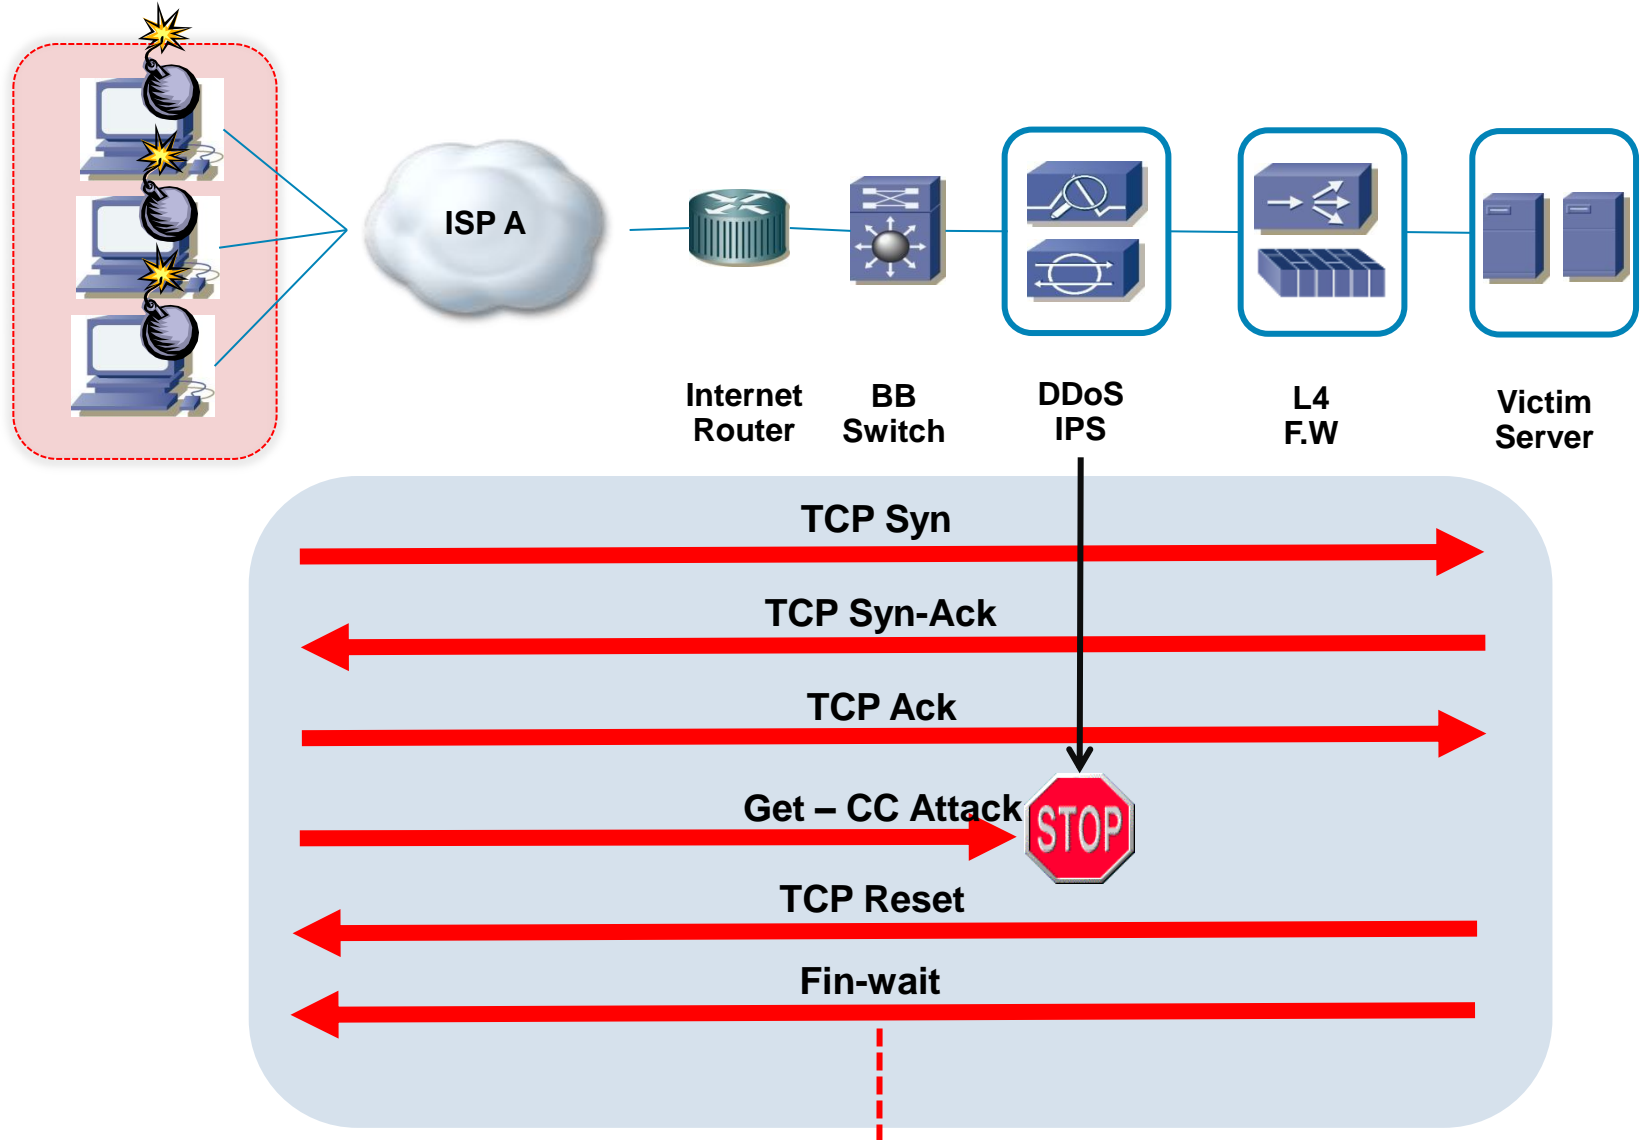 ISP A
Internet
Router
BB
Switch
DDoS
IPS
L4
F.W
Victim
Server
TCP Syn
TCP Syn-Ack
TCP Ack
Get – CC Attack
STOP
TCP Reset
Fin-wait